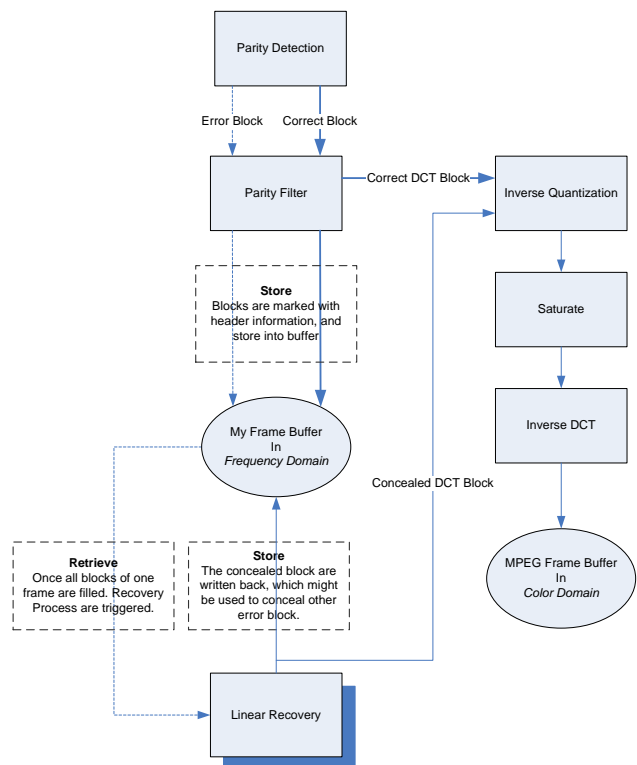 Parity Detection
Error Block
Correct Block
Parity Filter
Correct DCT Block
Inverse Quantization
Store
Blocks are marked with
header information, and
store into buffer
Saturate
My Frame Buffer
In
Frequency Domain
Inverse DCT
Concealed DCT Block
Retrieve
Once all blocks of one
frame are filled. Recovery
Process are triggered.
Store
The concealed block are
written back, which might
be used to conceal other
error block.
MPEG Frame Buffer
In
Color Domain
Linear Recovery